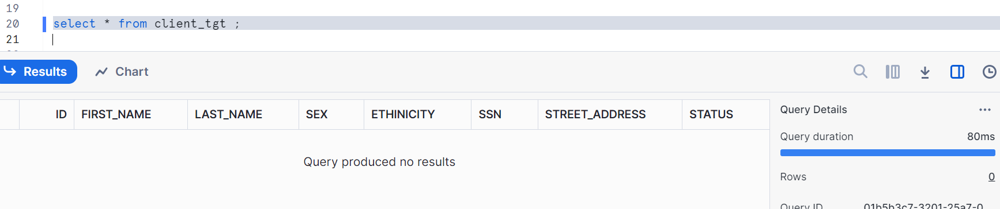 19
20 select * from client_tgt ;
21
Results Chart
ID FIRST_NAME LAST_NAME SEX ETHINICITY SSN STREET_ADDRESS STATUS
Query produced no results
Query Details ...
Query duration 80ms
Rows 0
Query ID 01b5b3c7-3201-25a7-0